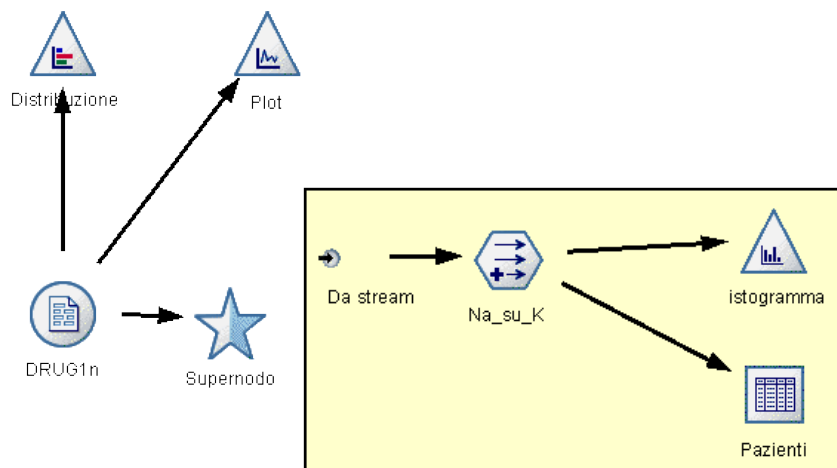 Distribuzione
Plot
DRUG1n
Supernodo
Da stream
Na_su_K
istogramma
Pazienti